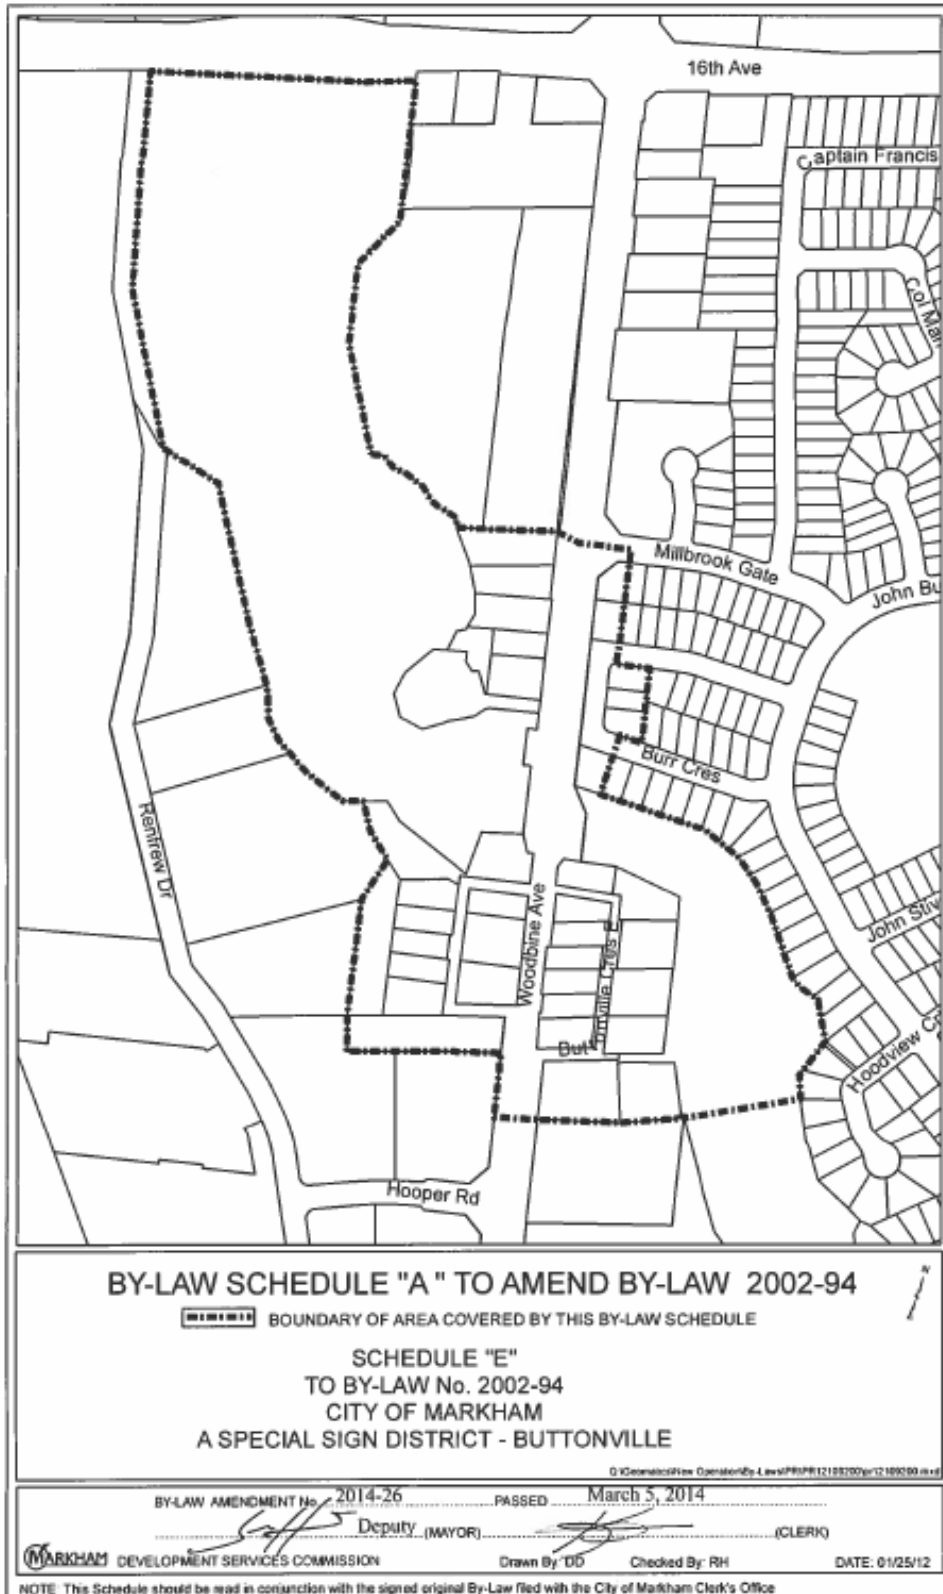 16th Ave
Captain Francis
Col Mar
Millbrook Gate
John Bu
Burr Cres
Renfrew Dr
Woodbine Ave
John Stiv
Hoodview
Hooper Rd
BY-LAW SCHEDULE "A " TO AMEND BY-LAW 2002-94
BOUNDARY OF AREA COVERED BY THIS BY-LAW SCHEDULE
N
SCHEDULE "E"
TO BY-LAW No. 2002-94
CITY OF MARKHAM
A SPECIAL SIGN DISTRICT - BUTTONVILLE
BY-LAW AMENDMENT No. 2014-26 PASSED March 5, 2014
Deputy (MAYOR) (CLERK)
MARKHAM DEVELOPMENT SERVICES COMMISSION Drawn By: DD Checked By: RH DATE: 01/25/12
NOTE: This Schedule should be read in conjunction with the signed original By-Law filed with the City of Markham Clerk's Office